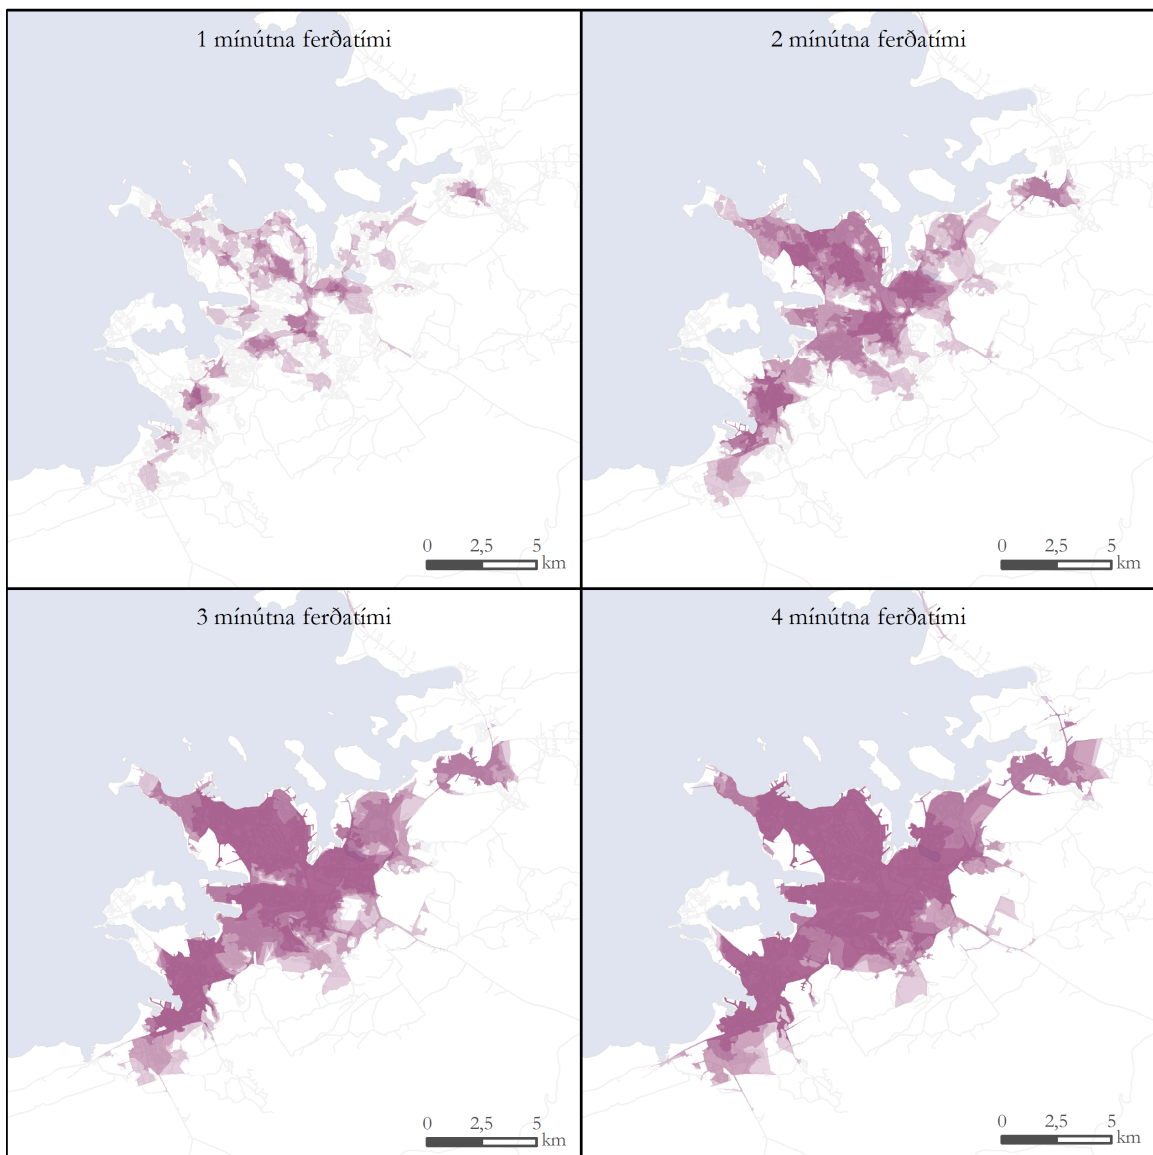 1 mínútna ferðatími
2 mínútna ferðatími
0 2,5 5
km
0 2,5 5
km
3 mínútna ferðatími
4 mínútna ferðatími
0 2,5 5
km
0 2,5 5
km